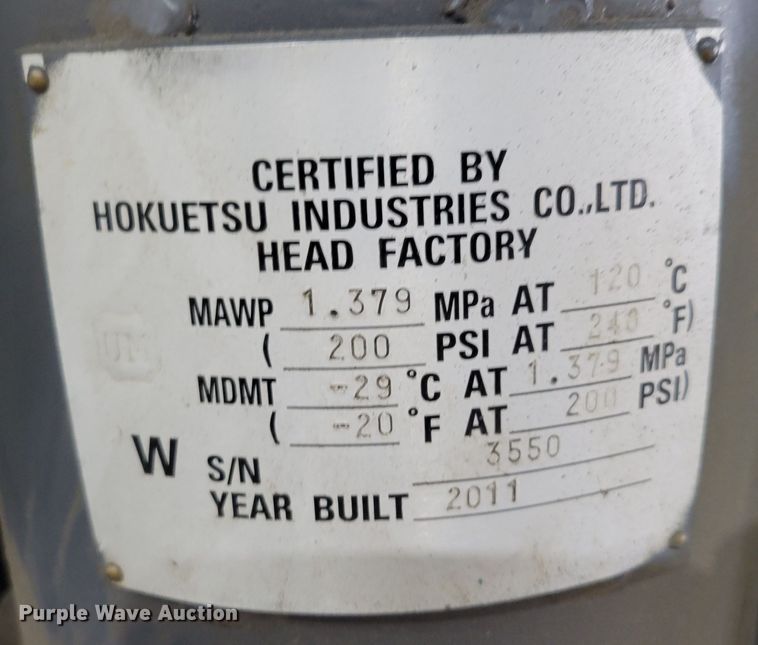 CERTIFIED BY
HOKUETSU INDUSTRIES CO.,LTD.
HEAD FACTORY
MAWP 1.379 MPa AT 120 °C
( 200 PSI AT 248 °F)
MDMT -29 °C AT 1.379 MPa
( -20 °F AT 200 PSI)
W S/N 3550
YEAR BUILT 2011
UM
Purple Wave Auction